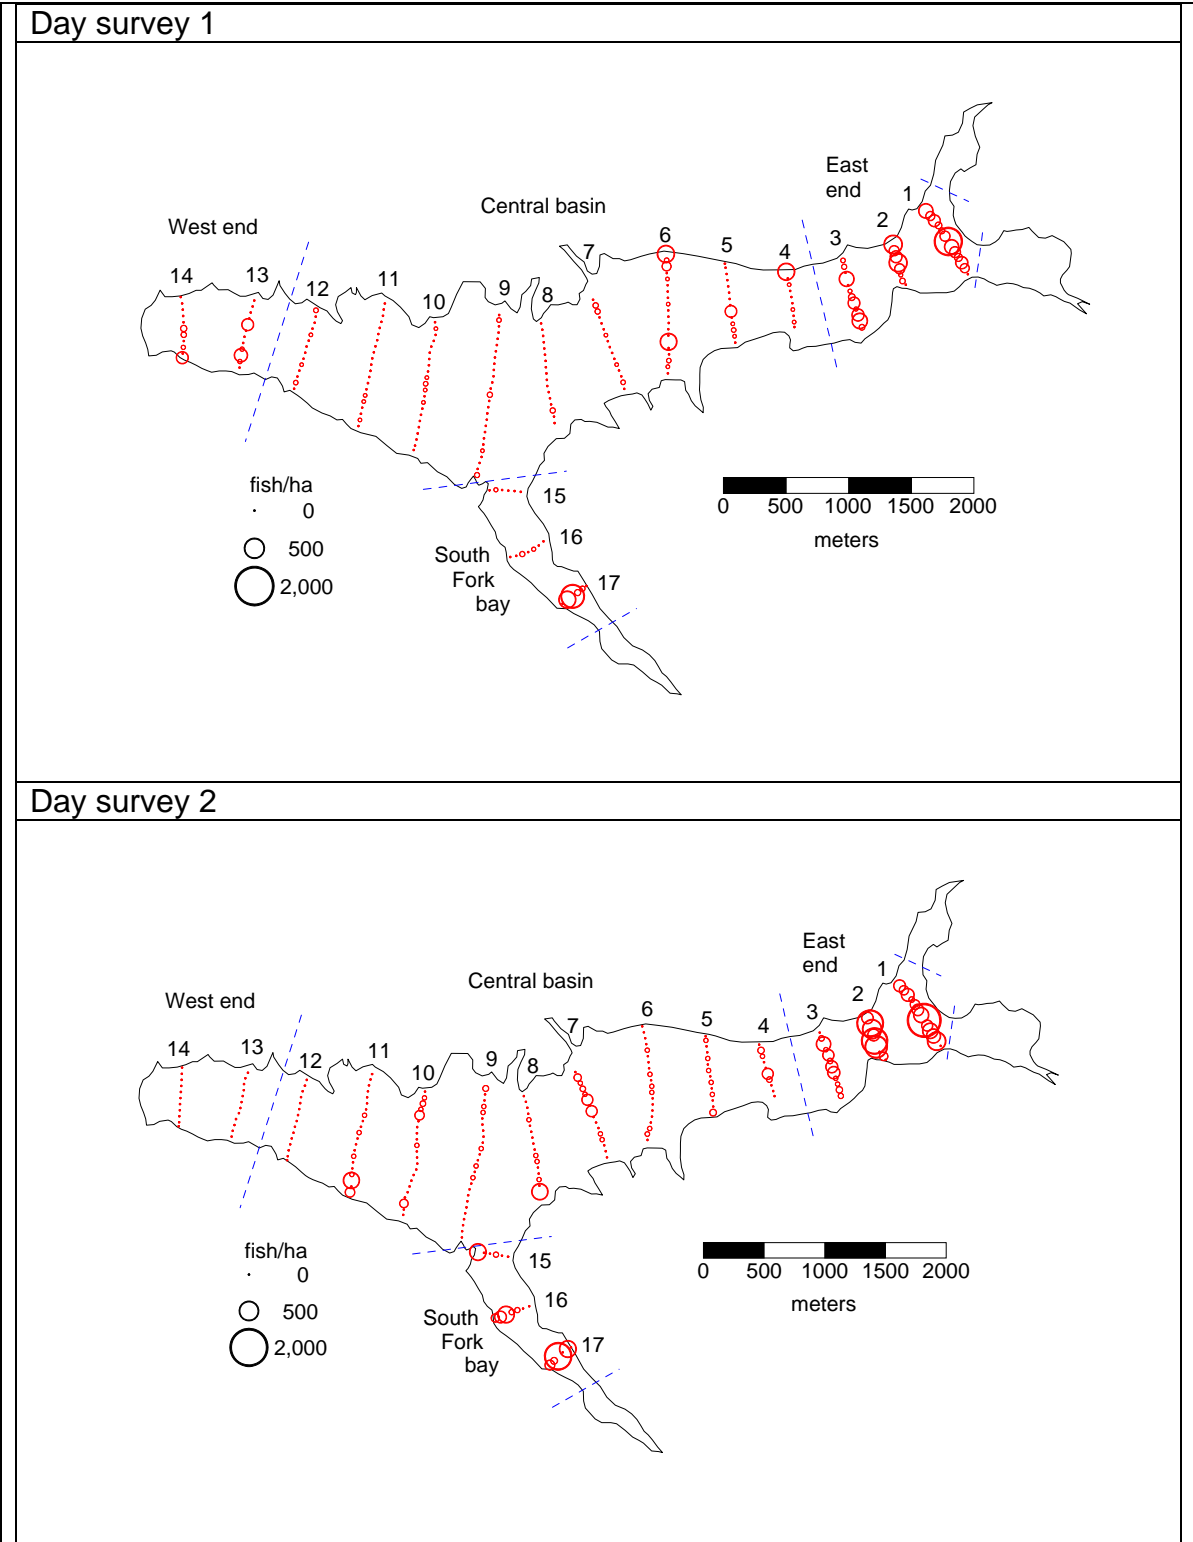 Day survey 1
East
end
1
Central basin
2
West end
3
6
7
5
4
14
13
11
12
10
9
8
fish/ha
0
15
500
2,000
0 500 1000 1500 2000
meters
16
South
Fork
bay
17
Day survey 2
East
end
1
Central basin
2
West end
3
6
7
5
4
14
13
12
11
10
9
8
fish/ha
0
15
500
2,000
0 500 1000 1500 2000
meters
16
South
Fork
bay
17